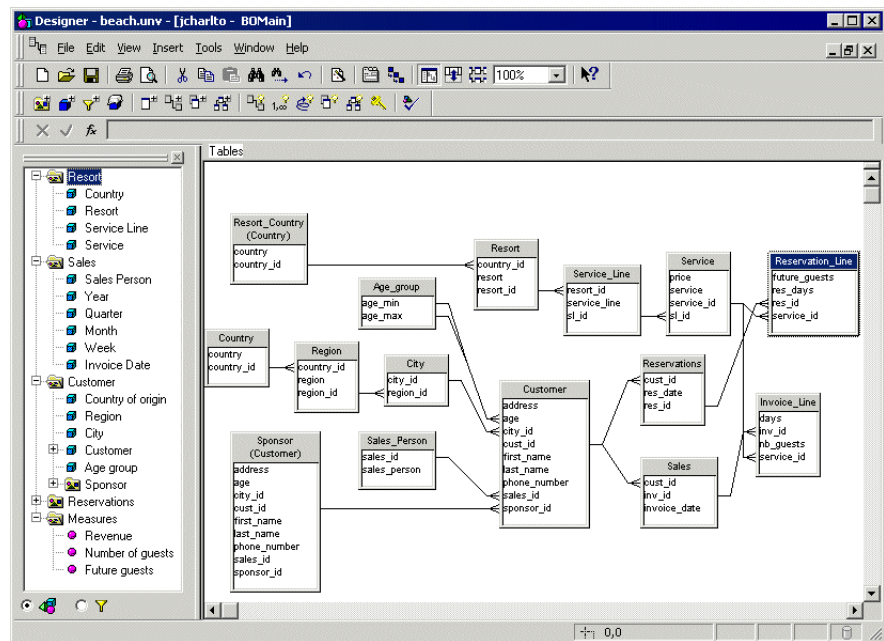 Designer - beach.unv - [jcharlto - BOMain]
File Edit View Insert Tools Window Help
100%
Tables
Resort
Country
Resort
Service Line
Service
Sales
Sales Person
Year
Quarter
Month
Week
Invoice Date
Customer
Country of origin
Region
City
Customer
Age group
Sponsor
Reservations
Measures
Revenue
Number of guests
Future guests
Resort_Country
(Country)
country
country_id
Resort
country_id
resort
resort_id
Service_Line
resort_id
service_line
sl_id
Service
price
service
service_id
sl_id
Reservation_Line
future_guests
res_days
res_id
service_id
Age_group
age_min
age_max
Country
country
country_id
Region
country_id
region
region_id
City
city_id
region_id
Customer
address
age
city_id
cust_id
first_name
last_name
phone_number
sales_id
sponsor_id
Reservations
cust_id
res_date
res_id
Invoice_Line
days
inv_id
nb_guests
service_id
Sponsor
(Customer)
address
age
city_id
cust_id
first_name
last_name
phone_number
sales_id
sponsor_id
Sales_Person
sales_id
sales_person
Sales
cust_id
inv_id
invoice_date
0,0